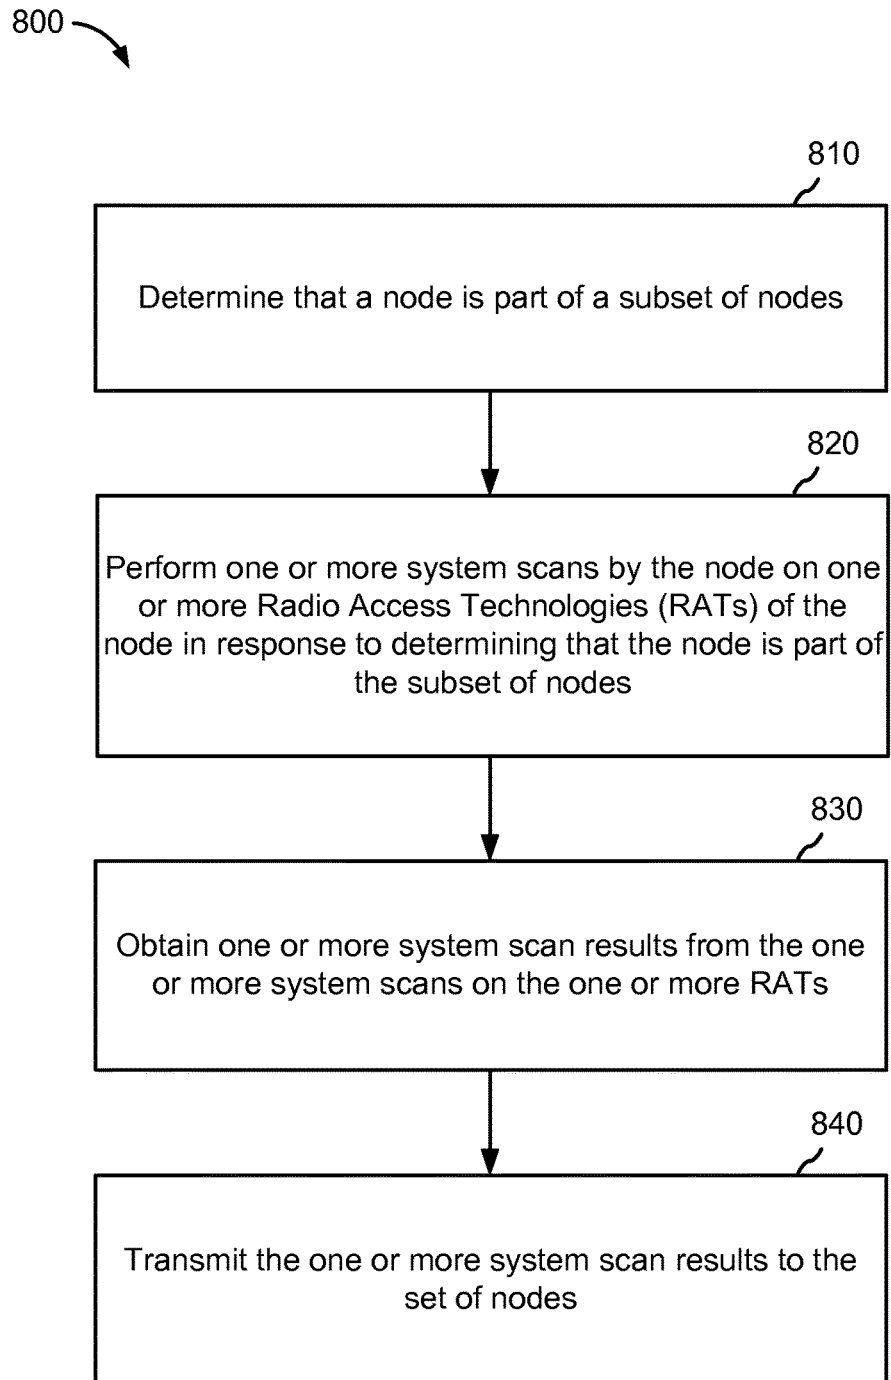 800
810
Determine that a node is part of a subset of nodes
820
Perform one or more system scans by the node on one
or more Radio Access Technologies (RATs) of the
node in response to determining that the node is part of
the subset of nodes
830
Obtain one or more system scan results from the one
or more system scans on the one or more RATs
840
Transmit the one or more system scan results to the
set of nodes